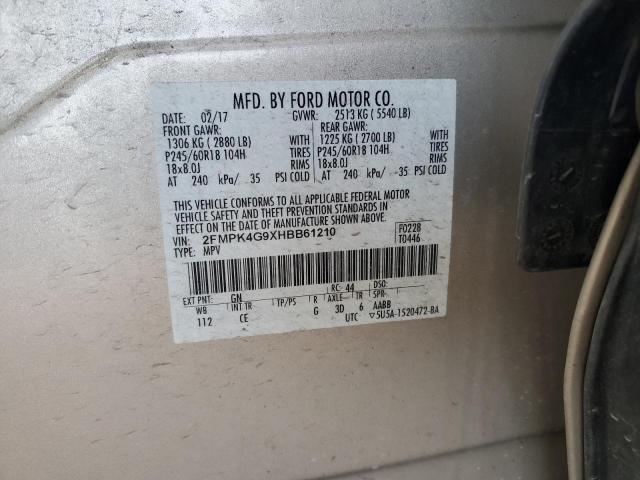 MFD. BY FORD MOTOR CO.
DATE: 02/17 GVWR: 2513 KG ( 5540 LB)
FRONT GAWR: REAR GAWR:
1306 KG ( 2880 LB) WITH 1225 KG ( 2700 LB) WITH
P245/60R18 104H TIRES P245/60R18 104H TIRES
18x8.0J RIMS 18x8.0J RIMS
AT 240 kPa/ 35 PSI COLD AT 240 kPa/ 35 PSI COLD
THIS VEHICLE CONFORMS TO ALL APPLICABLE FEDERAL MOTOR
VEHICLE SAFETY AND THEFT PREVENTION STANDARDS IN
EFFECT ON THE DATE OF MANUFACTURE SHOWN ABOVE.
VIN: 2FMPK4G9XHBB61210 F0228
TYPE: MPV T0446
EXT PNT: GN RC: 44 DSO:
WB INT TR TP/PS R AXLE TR SPR
112 CE G 3D 6 AABB
UTC ▽5U5A-1520472-BA